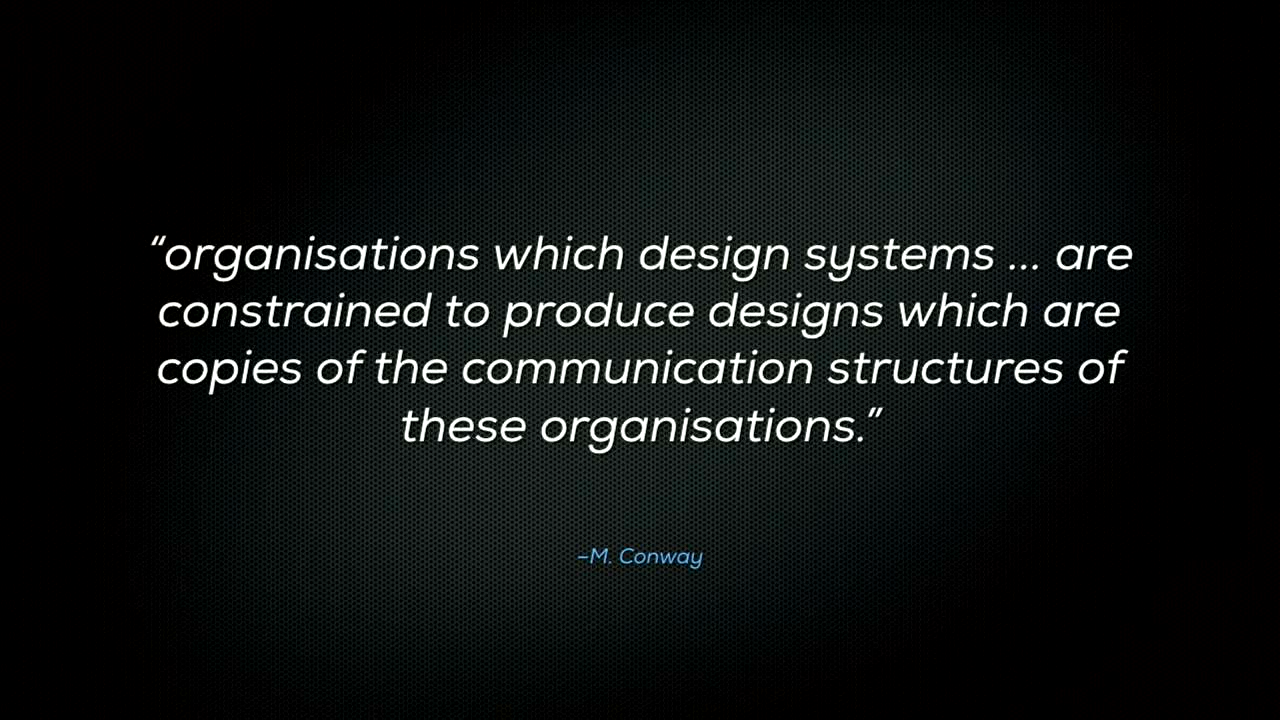 “organisations which design systems ... are
constrained to produce designs which are
copies of the communication structures of
these organisations.”
–M. Conway